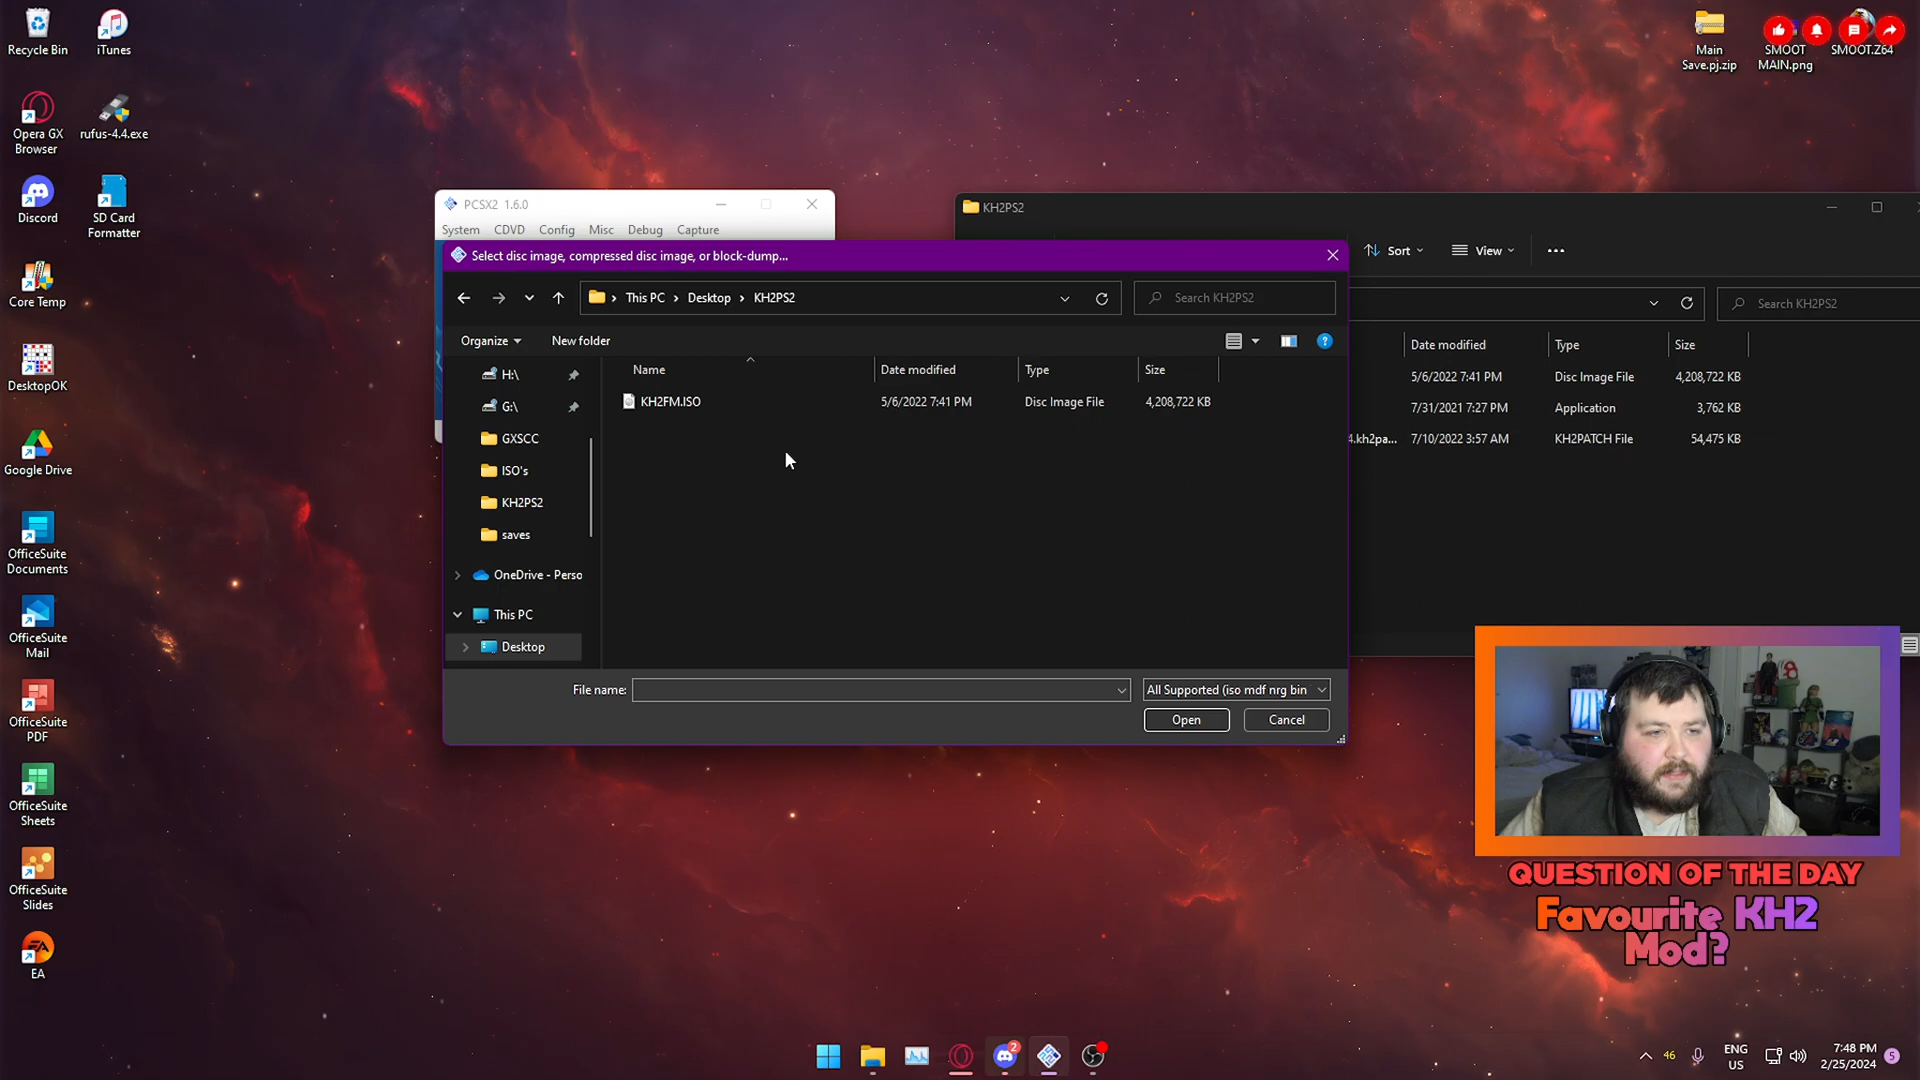 Recycle Bin
iTunes
Opera GX
Browser
rufus-4.4.exe
Discord
SD Card
Formatter
Core Temp
DesktopOK
Google Drive
OfficeSuite
Documents
OfficeSuite
Mail
OfficeSuite
PDF
OfficeSuite
Sheets
OfficeSuite
Slides
EA
Main
Save.pj.zip
SMOOT
MAIN.png
SMOOT.Z64
PCSX2 1.6.0
System CDVD Config Misc Debug Capture
KH2PS2
Sort View
Search KH2PS2
Date modified Type Size
5/6/2022 7:41 PM Disc Image File 4,208,722 KB
7/31/2021 7:27 PM Application 3,762 KB
4.kh2pa... 7/10/2022 3:57 AM KH2PATCH File 54,475 KB
Select disc image, compressed disc image, or block-dump...
This PC Desktop KH2PS2
Search KH2PS2
Organize New folder
Name Date modified Type Size
KH2FM.ISO 5/6/2022 7:41 PM Disc Image File 4,208,722 KB
H:\
G:\
GXSCC
ISO's
KH2PS2
saves
OneDrive - Perso
This PC
Desktop
File name: All Supported (iso mdf nrg bin
Open Cancel
QUESTION OF THE DAY
Favourite KH2
Mod?
2
46
ENG
US
7:48 PM
2/25/2024
5